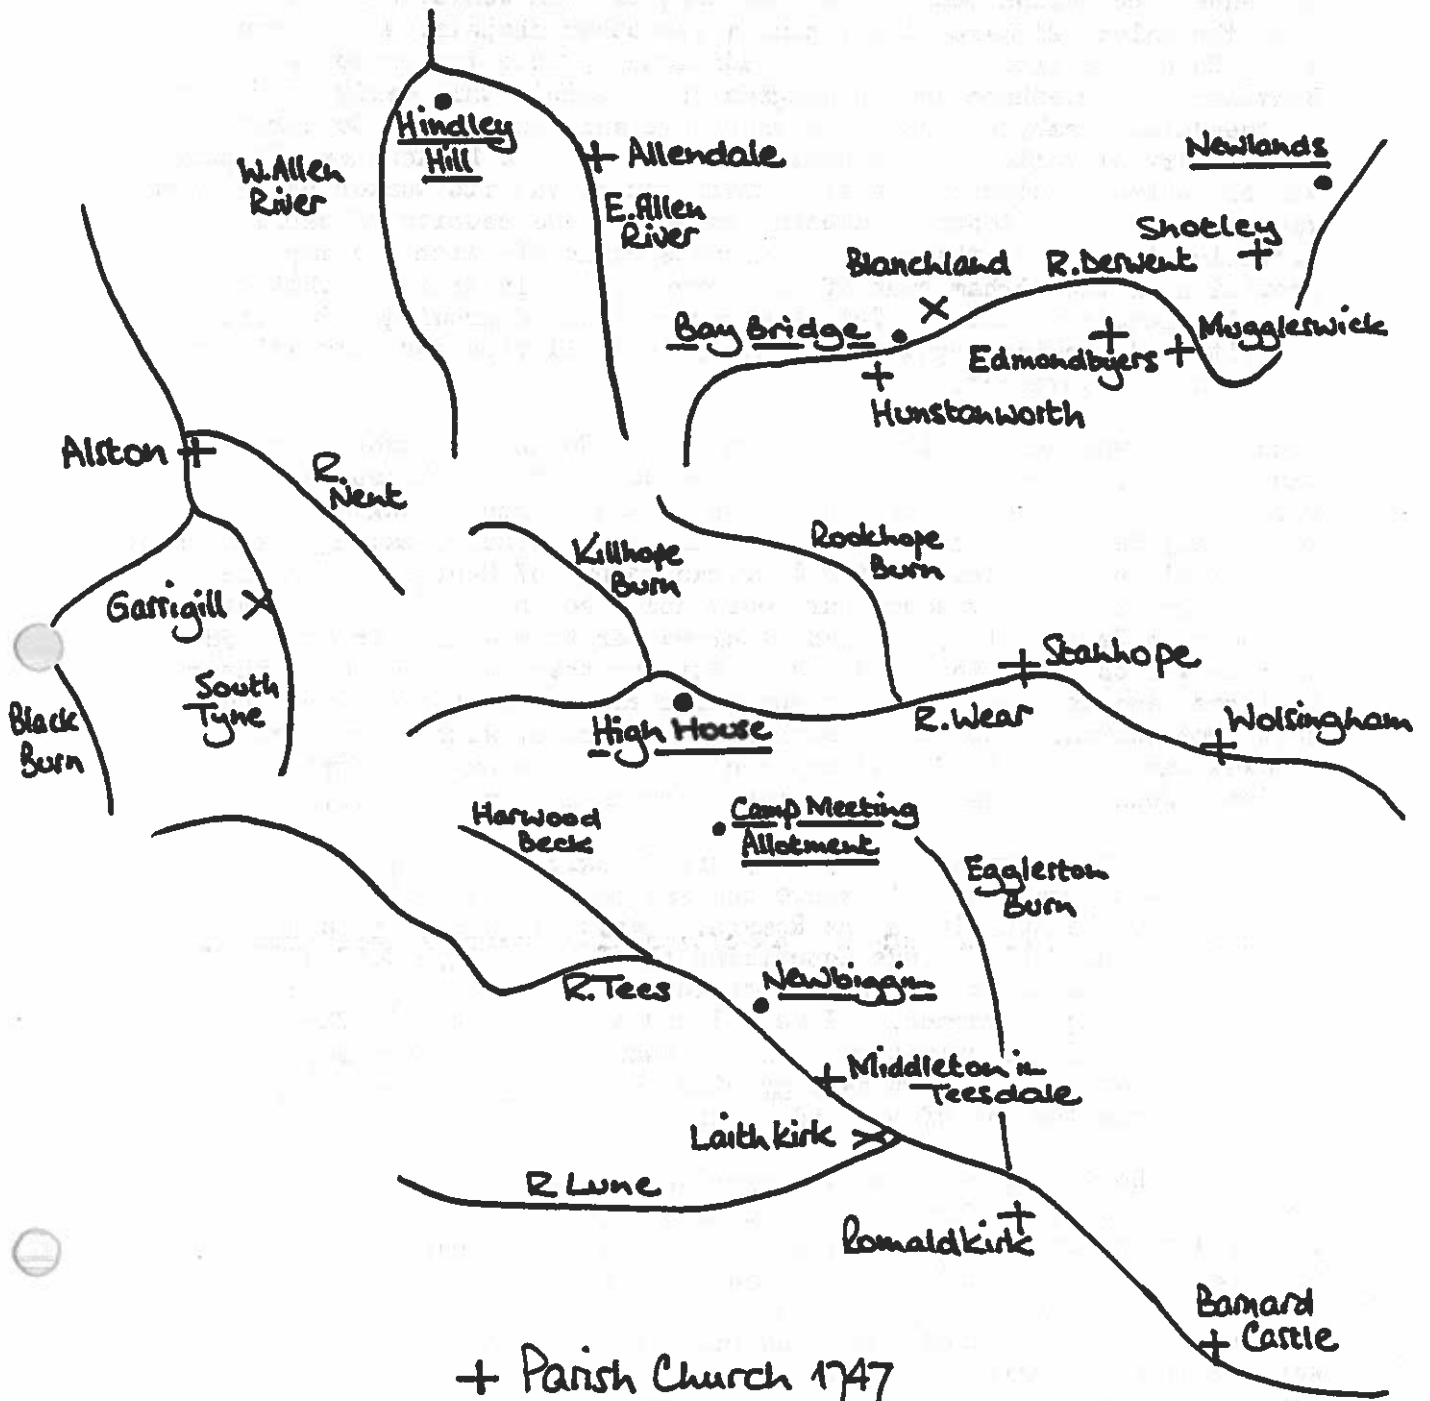 Hindley
Hill
W. Allen
River
Allendale
E. Allen
River
Newlands
Shotley
Blanchland
R. Derwent
Bay Bridge
Edmondbyers
Muggleswick
Hunstanworth
Alston
R.
Nent
Killhope
Burn
Rookhope
Burn
Garrigill
South
Tyne
Black
Burn
Stanhope
High House
R. Wear
Wolsingham
Harwood
Beck
Camp Meeting
Allotment
Egglerton
Burn
R. Tees
Newbiggin
Middleton in
Teesdale
Laithkirk
R Lune
Romaldkirk
Barnard
Castle
+ Parish Church 1747